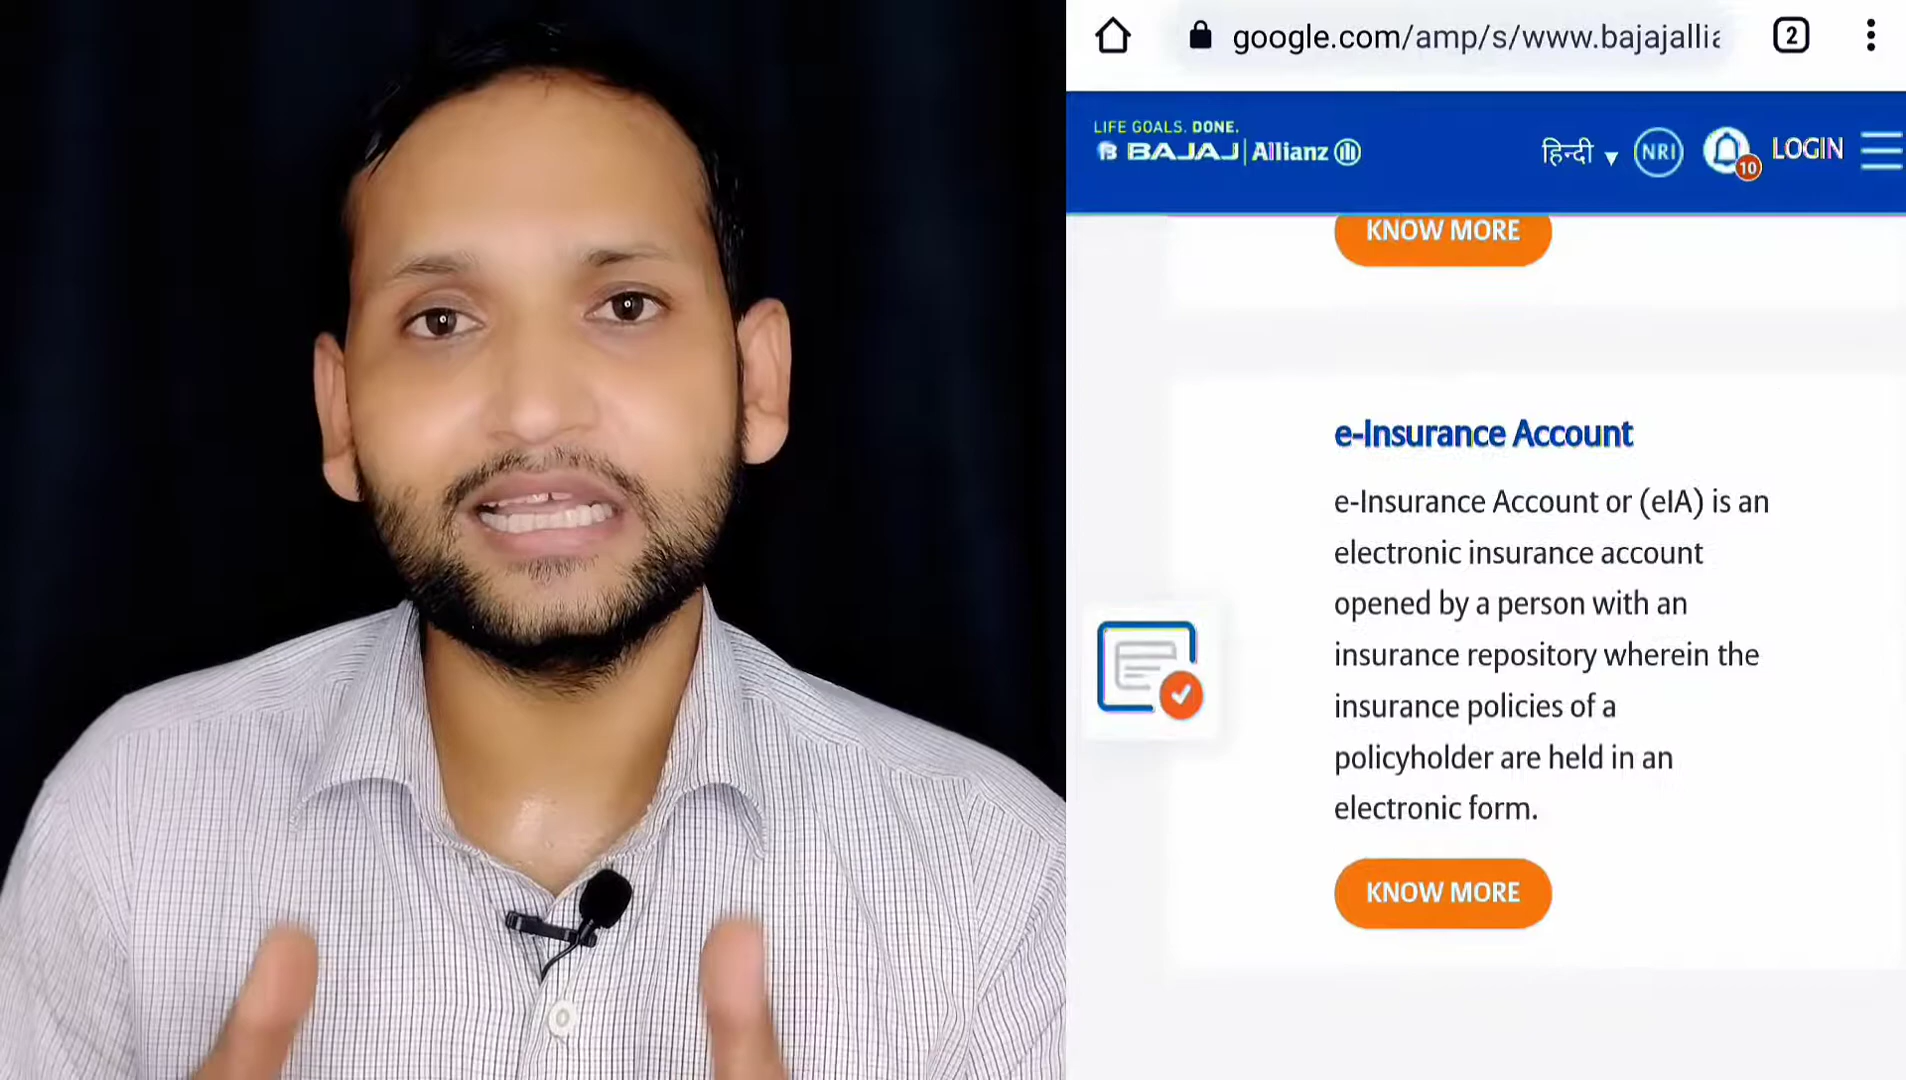 google.com/amp/s/www.bajajallia
2
LIFE GOALS. DONE.
BAJAJ | Allianz
हिन्दी
NRI
10
LOGIN
KNOW MORE
e-Insurance Account
e-Insurance Account or (eIA) is an
electronic insurance account
opened by a person with an
insurance repository wherein the
insurance policies of a
policyholder are held in an
electronic form.
KNOW MORE